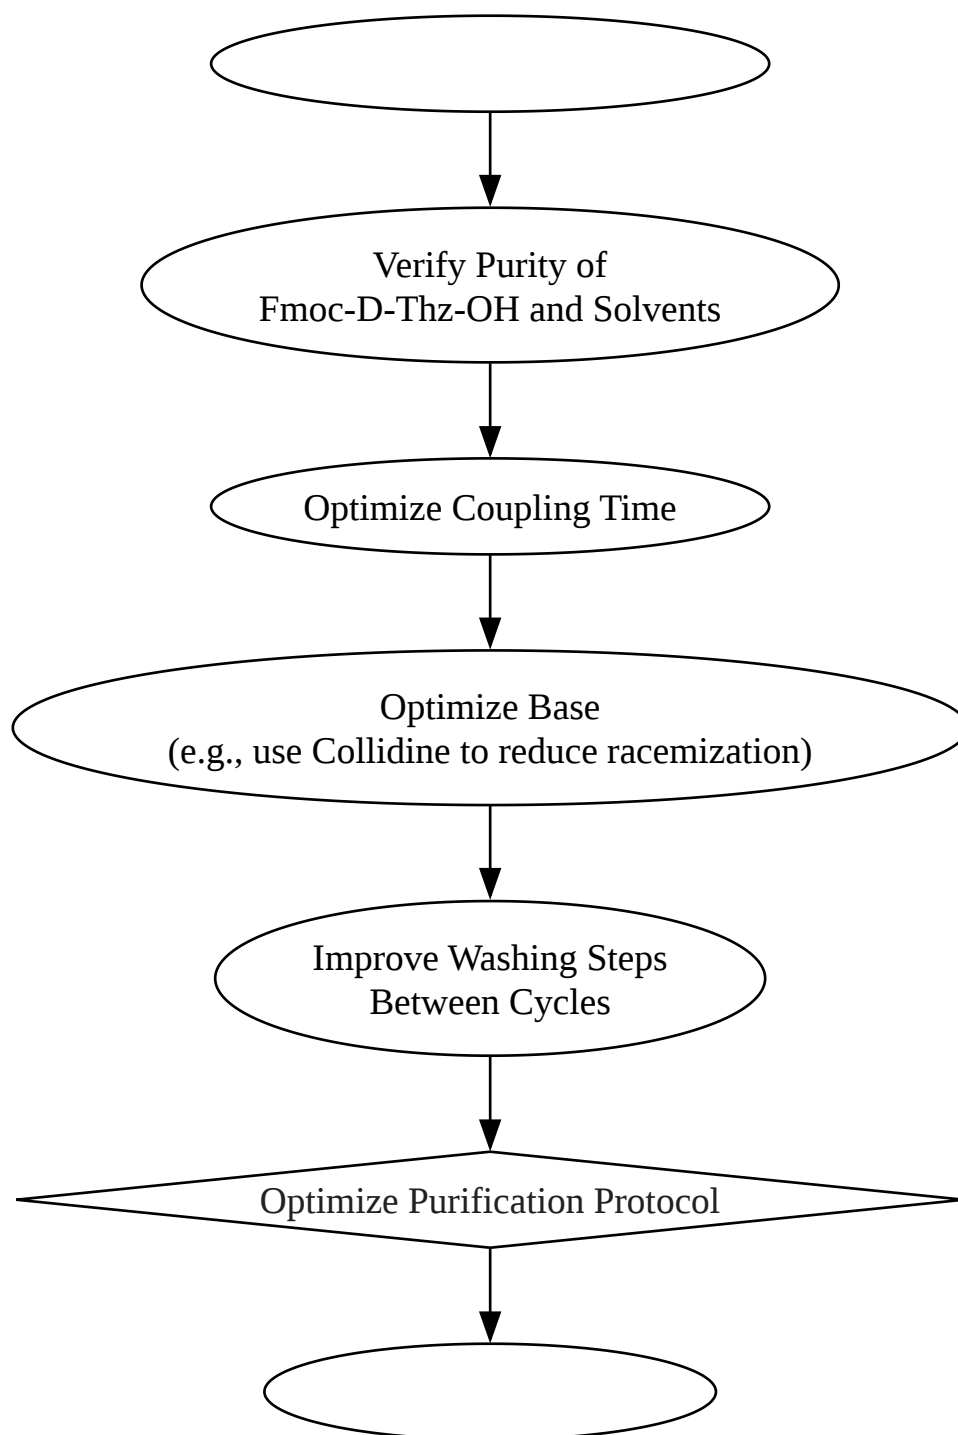 Verify Purity of
Fmoc-D-Thz-OH and Solvents
Optimize Coupling Time
Optimize Base
(e.g., use Collidine to reduce racemization)
Improve Washing Steps
Between Cycles
Optimize Purification Protocol